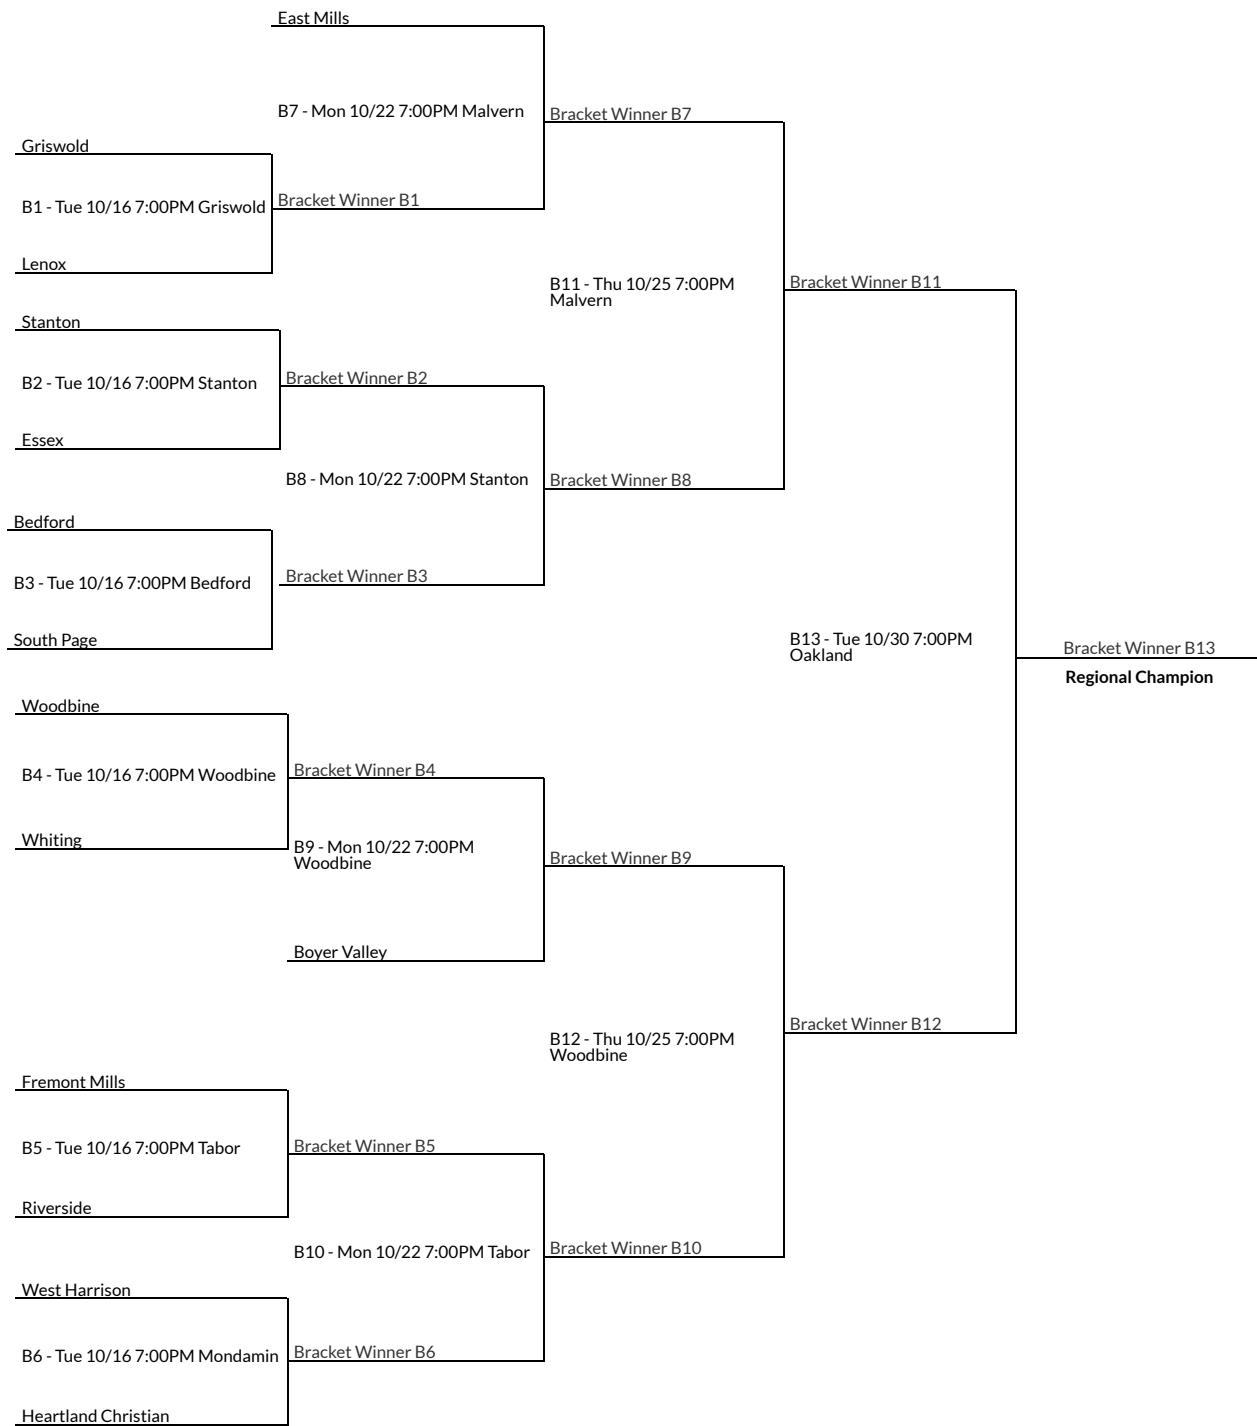 East Mills
B7 - Mon 10/22 7:00PM Malvern
Bracket Winner B7
Griswold
B1 - Tue 10/16 7:00PM Griswold
Bracket Winner B1
Lenox
B11 - Thu 10/25 7:00PM
Malvern
Bracket Winner B11
Stanton
B2 - Tue 10/16 7:00PM Stanton
Bracket Winner B2
Essex
B8 - Mon 10/22 7:00PM Stanton
Bracket Winner B8
Bedford
B3 - Tue 10/16 7:00PM Bedford
Bracket Winner B3
South Page
B13 - Tue 10/30 7:00PM
Oakland
Bracket Winner B13
Regional Champion
Woodbine
B4 - Tue 10/16 7:00PM Woodbine
Bracket Winner B4
Whiting
B9 - Mon 10/22 7:00PM
Woodbine
Bracket Winner B9
Boyer Valley
B12 - Thu 10/25 7:00PM
Woodbine
Bracket Winner B12
Fremont Mills
B5 - Tue 10/16 7:00PM Tabor
Bracket Winner B5
Riverside
B10 - Mon 10/22 7:00PM Tabor
Bracket Winner B10
West Harrison
B6 - Tue 10/16 7:00PM Mondamin
Bracket Winner B6
Heartland Christian